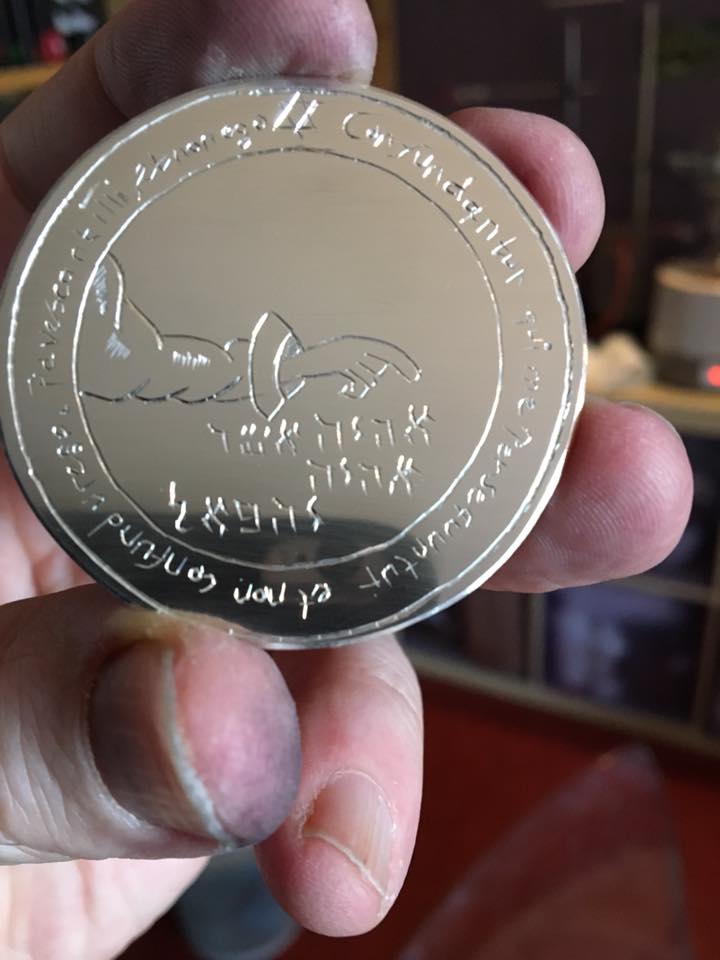 Confundantur qui me Persequuntur
et non Confundar ego,
אהיה אשר
אהיה